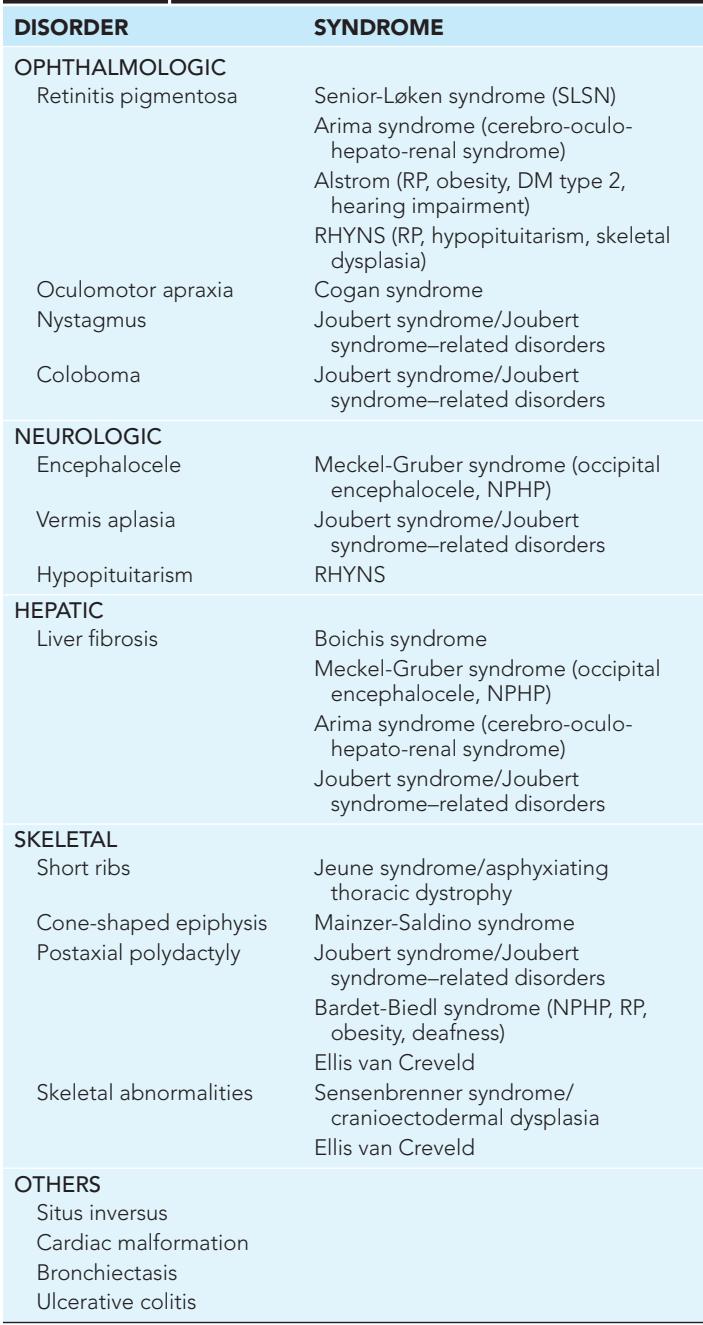 DISORDER SYNDROME
OPHTHALMOLOGIC
Retinitis pigmentosa Senior-Løken syndrome (SLSN)
Arima syndrome (cerebro-oculo-
hepato-renal syndrome)
Alstrom (RP, obesity, DM type 2,
hearing impairment)
RHYNS (RP, hypopituitarism, skeletal
dysplasia)
Oculomotor apraxia Cogan syndrome
Nystagmus Joubert syndrome/Joubert
syndrome–related disorders
Coloboma Joubert syndrome/Joubert
syndrome–related disorders
NEUROLOGIC
Encephalocele Meckel-Gruber syndrome (occipital
encephalocele, NPHP)
Vermis aplasia Joubert syndrome/Joubert
syndrome–related disorders
Hypopituitarism RHYNS
HEPATIC
Liver fibrosis Boichis syndrome
Meckel-Gruber syndrome (occipital
encephalocele, NPHP)
Arima syndrome (cerebro-oculo-
hepato-renal syndrome)
Joubert syndrome/Joubert
syndrome–related disorders
SKELETAL
Short ribs Jeune syndrome/asphyxiating
thoracic dystrophy
Cone-shaped epiphysis Mainzer-Saldino syndrome
Postaxial polydactyly Joubert syndrome/Joubert
syndrome–related disorders
Bardet-Biedl syndrome (NPHP, RP,
obesity, deafness)
Ellis van Creveld
Skeletal abnormalities Sensenbrenner syndrome/
cranioectodermal dysplasia
Ellis van Creveld
OTHERS
Situs inversus
Cardiac malformation
Bronchiectasis
Ulcerative colitis